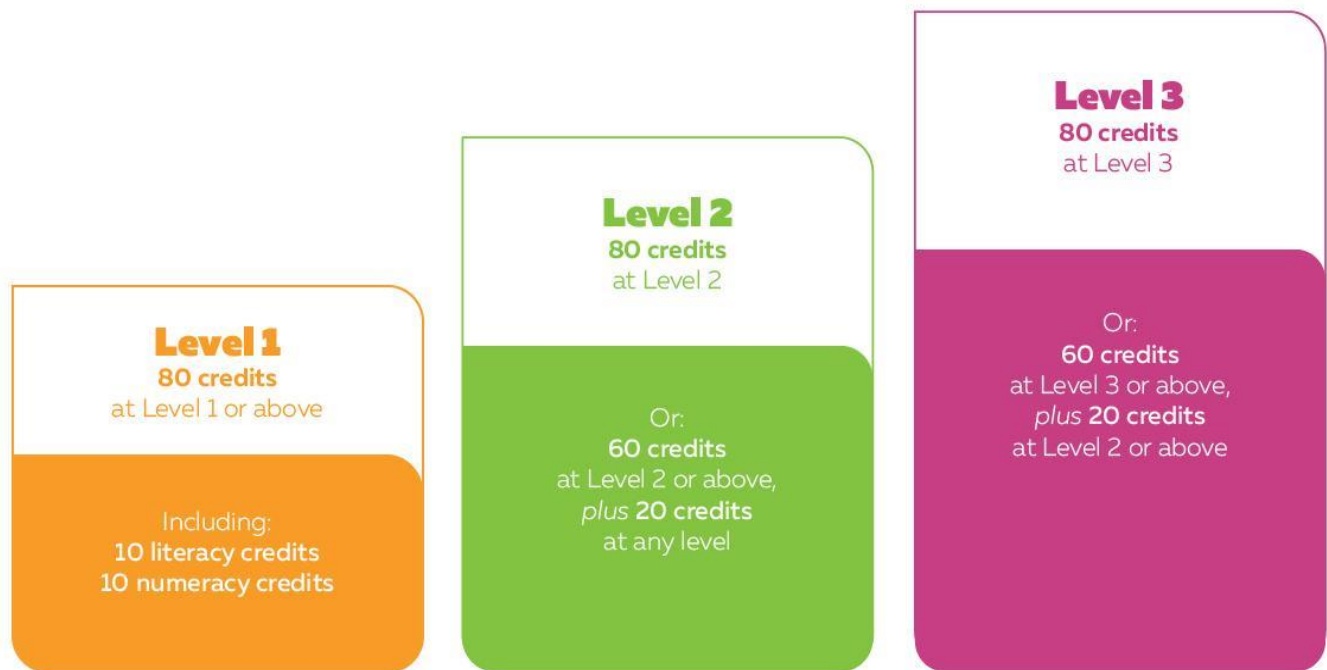 Level 1
80 credits
at Level 1 or above
Including:
10 literacy credits
10 numeracy credits
Level 2
80 credits
at Level 2
Or:
60 credits
at Level 2 or above,
plus 20 credits
at any level
Level 3
80 credits
at Level 3
Or:
60 credits
at Level 3 or above,
plus 20 credits
at Level 2 or above